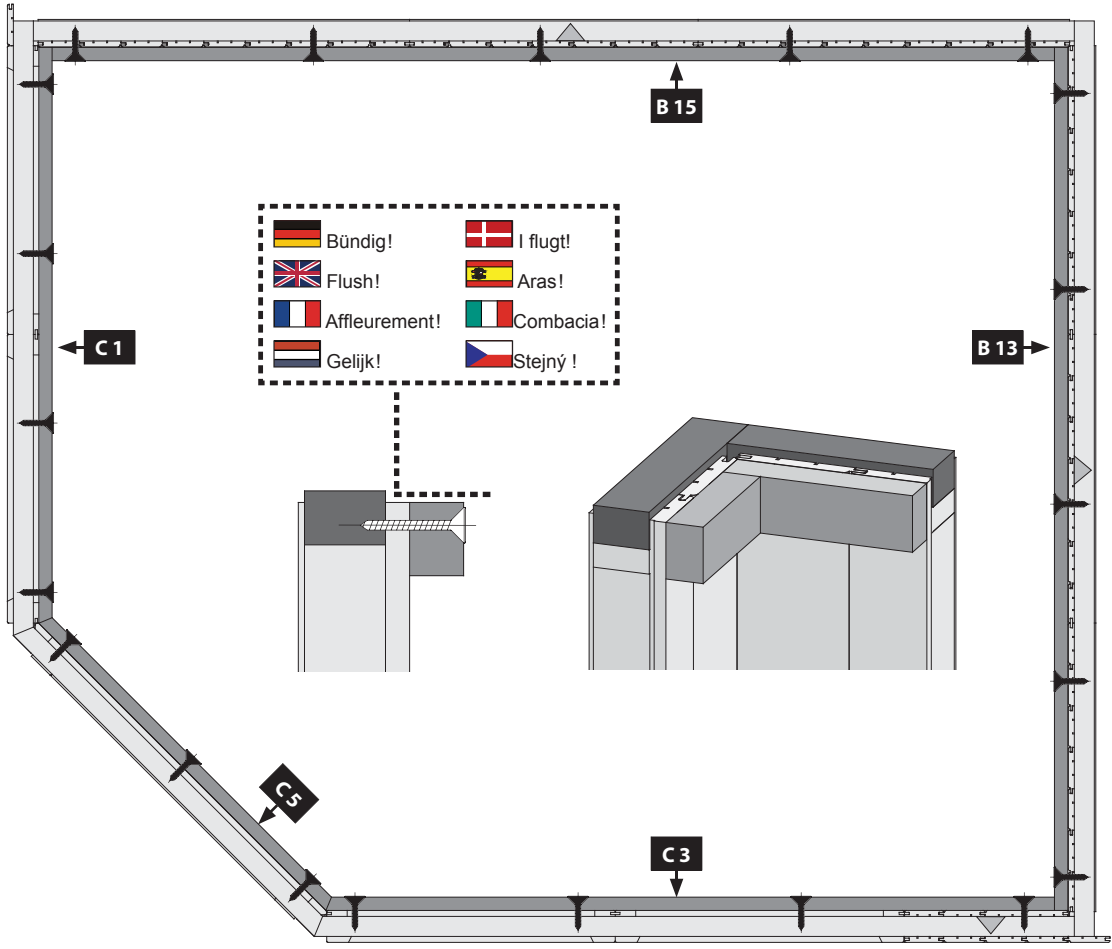 B 15
Bündig!
I flugt!
Flush!
Aras!
Affleurement!
Combacia!
Gelijk!
Stejný !
C 1
B 13
C 5
C 3